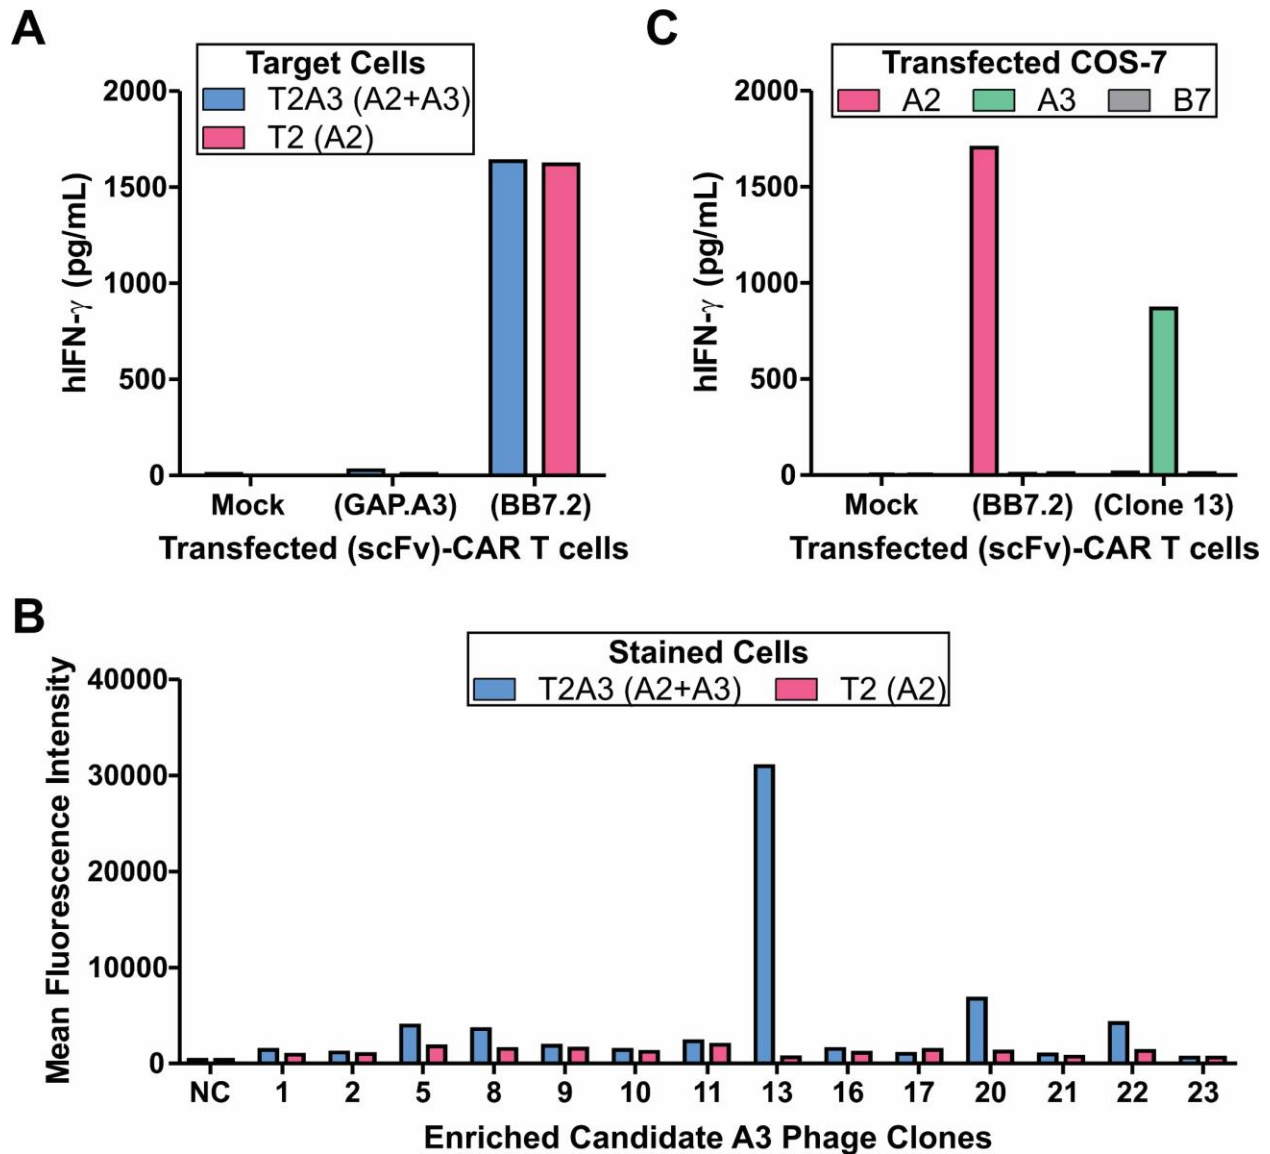 A
Target Cells
T2A3 (A2+A3)
T2 (A2)
2000
1500
1000
500
0
hIFN-γ (pg/mL)
Mock (GAP.A3) (BB7.2)
Transfected (scFv)-CAR T cells
C
Transfected COS-7
A2 A3 B7
2000
1500
1000
500
0
hIFN-γ (pg/mL)
Mock (BB7.2) (Clone 13)
Transfected (scFv)-CAR T cells
B
Stained Cells
T2A3 (A2+A3) T2 (A2)
40000
30000
20000
10000
0
Mean Fluorescence Intensity
NC 1 2 5 8 9 10 11 13 16 17 20 21 22 23
Enriched Candidate A3 Phage Clones